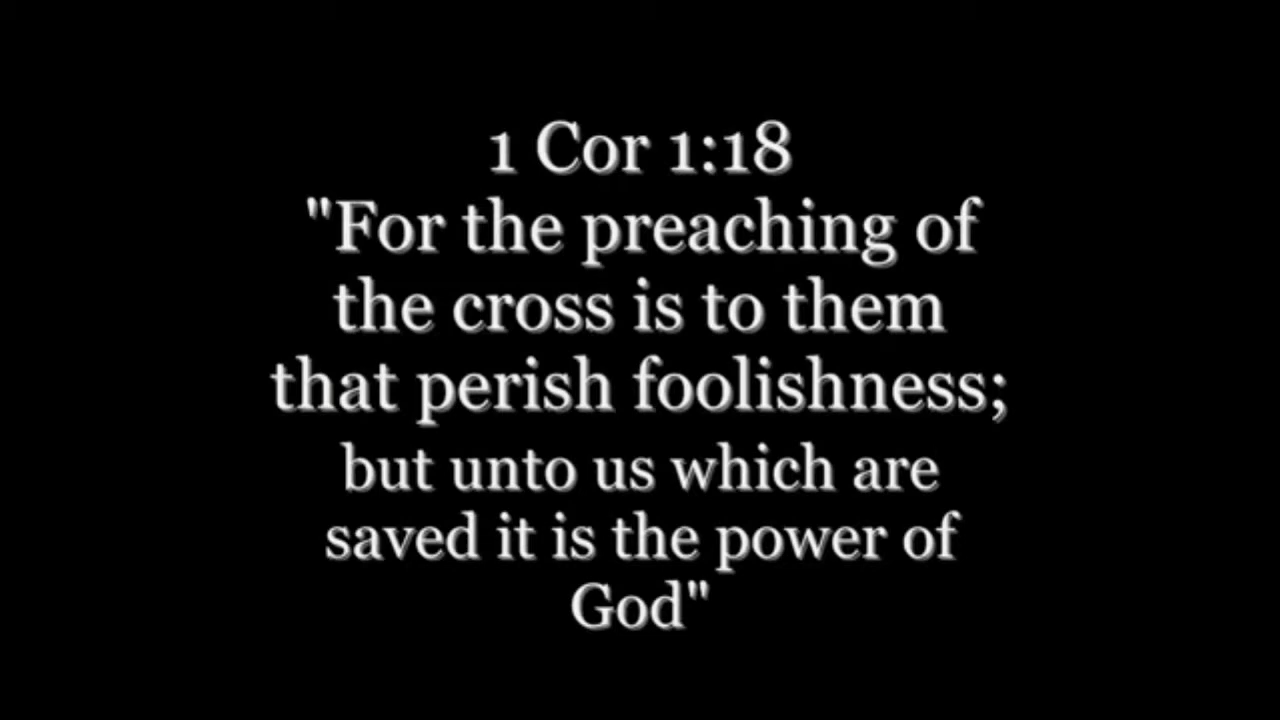 1 Cor 1:18
"For the preaching of
the cross is to them
that perish foolishness;
but unto us which are
saved it is the power of
God"